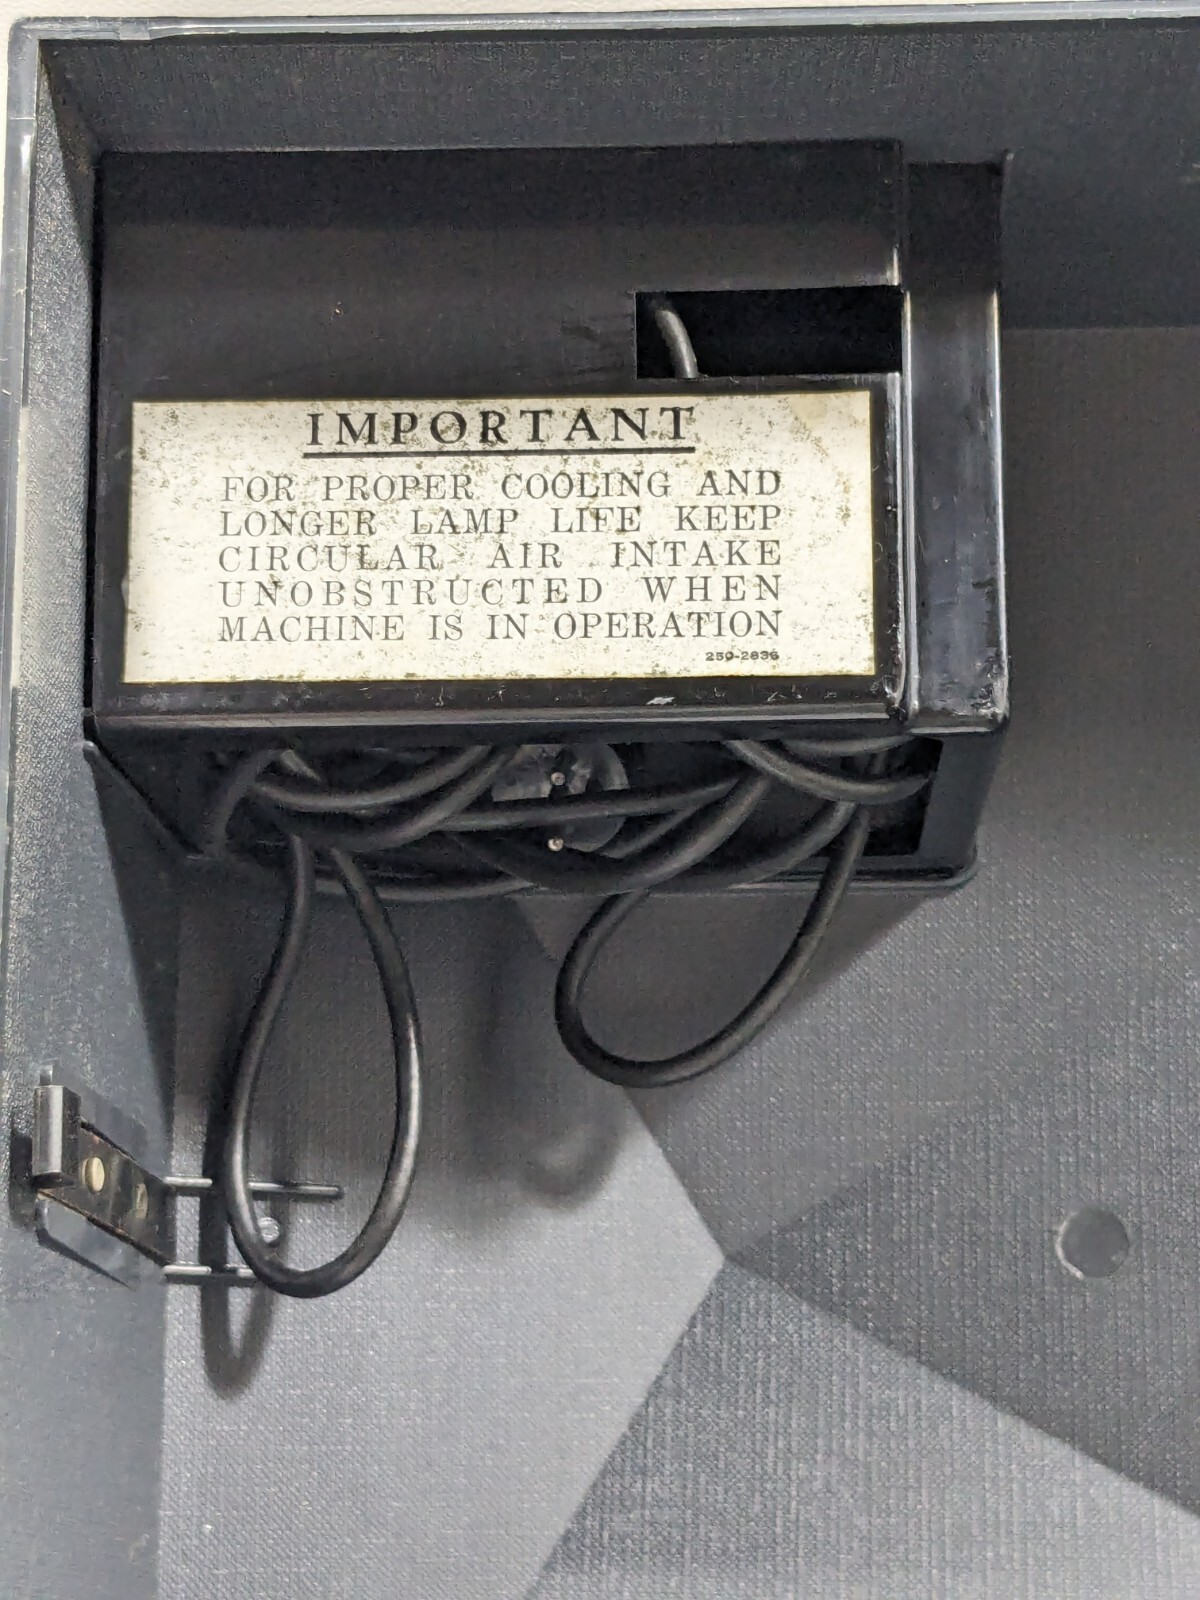 IMPORTANT
FOR PROPER COOLING AND
LONGER LAMP LIFE KEEP
CIRCULAR AIR INTAKE
UNOBSTRUCTED WHEN
MACHINE IS IN OPERATION
250-2836